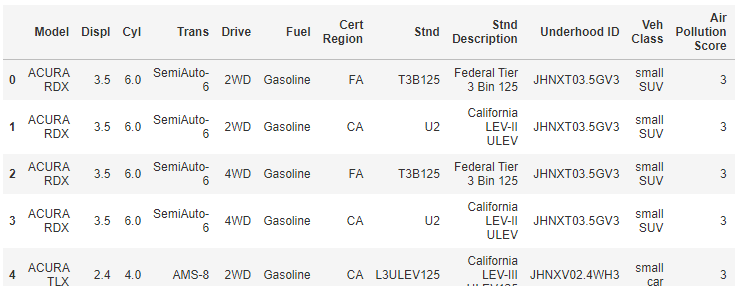 Model Displ Cyl Trans Drive Fuel Cert Region Stnd Stnd Description Underhood ID Veh Class Air Pollution Score
0 ACURA RDX 3.5 6.0 SemiAuto-6 2WD Gasoline FA T3B125 Federal Tier 3 Bin 125 JHNXT03.5GV3 small SUV 3
1 ACURA RDX 3.5 6.0 SemiAuto-6 2WD Gasoline CA U2 California LEV-II ULEV JHNXT03.5GV3 small SUV 3
2 ACURA RDX 3.5 6.0 SemiAuto-6 4WD Gasoline FA T3B125 Federal Tier 3 Bin 125 JHNXT03.5GV3 small SUV 3
3 ACURA RDX 3.5 6.0 SemiAuto-6 4WD Gasoline CA U2 California LEV-II ULEV JHNXT03.5GV3 small SUV 3
4 ACURA TLX 2.4 4.0 AMS-8 2WD Gasoline CA L3ULEV125 California LEV-III JHNXV02.4WH3 small car 3